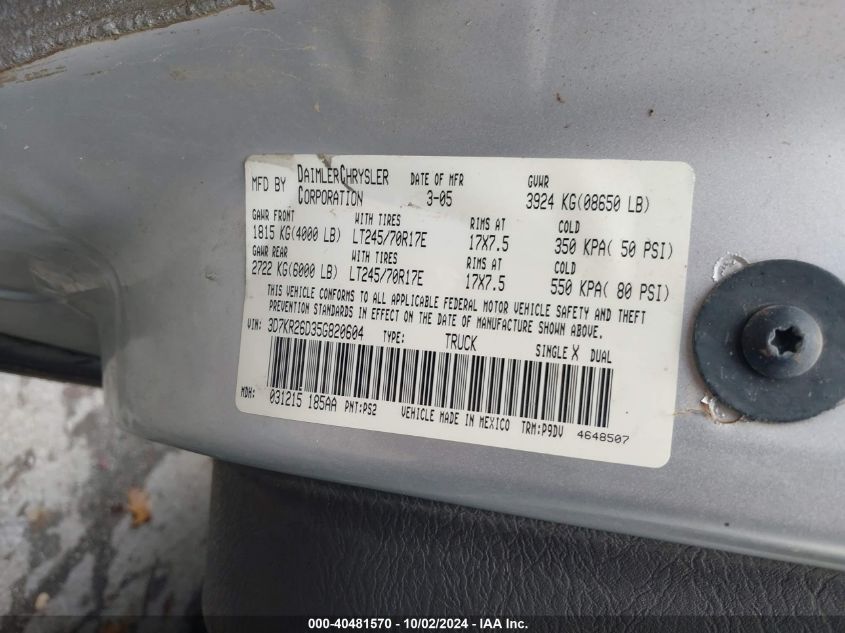 MFD BY DAIMLERCHRYSLER CORPORATION DATE OF MFR 3-05 GVWR 3924 KG(08650 LB)
GAWR FRONT WITH TIRES RIMS AT COLD
1815 KG(4000 LB) LT245/70R17E 17X7.5 350 KPA( 50 PSI)
GAWR REAR WITH TIRES RIMS AT COLD
2722 KG(6000 LB) LT245/70R17E 17X7.5 550 KPA( 80 PSI)
THIS VEHICLE CONFORMS TO ALL APPLICABLE FEDERAL MOTOR VEHICLE SAFETY AND THEFT
PREVENTION STANDARDS IN EFFECT ON THE DATE OF MANUFACTURE SHOWN ABOVE.
VIN: 3D7KR26D35G820604 TYPE: TRUCK SINGLE X DUAL
MDH: 031215 185AA PNT:PS2 VEHICLE MADE IN MEXICO TRM:P9DV 4648507
000-40481570 - 10/02/2024 - IAA Inc.